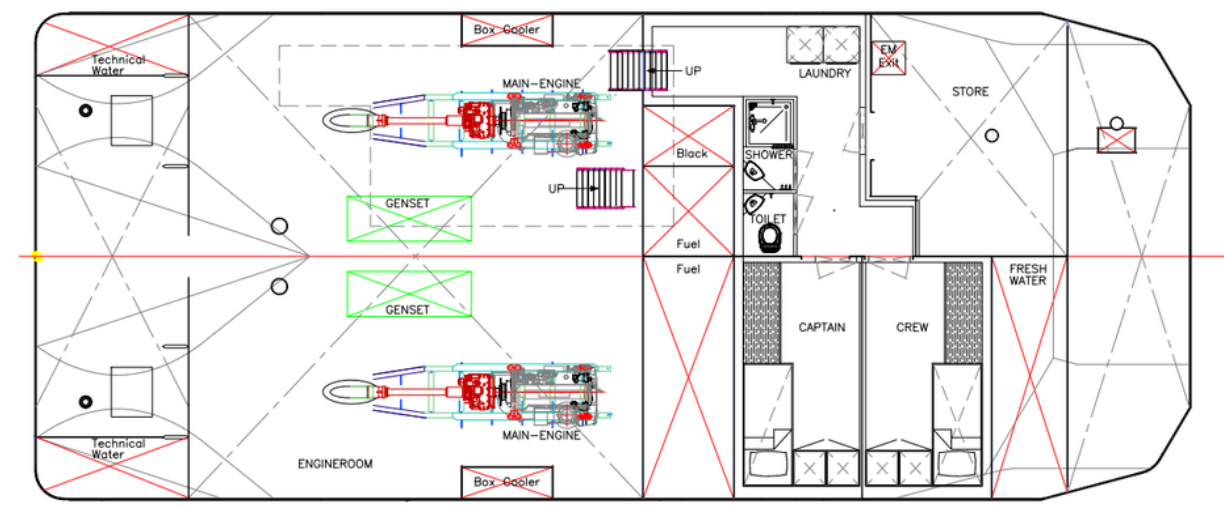 Box Cooler
EM
Exit
Technical
Water
UP
LAUNDRY
MAIN-ENGINE
STORE
Black
SHOWER
UP
GENSET
TOILET
Fuel
Fuel
FRESH
WATER
GENSET
CAPTAIN
CREW
MAIN-ENGINE
Technical
Water
ENGINEROOM
Box Cooler